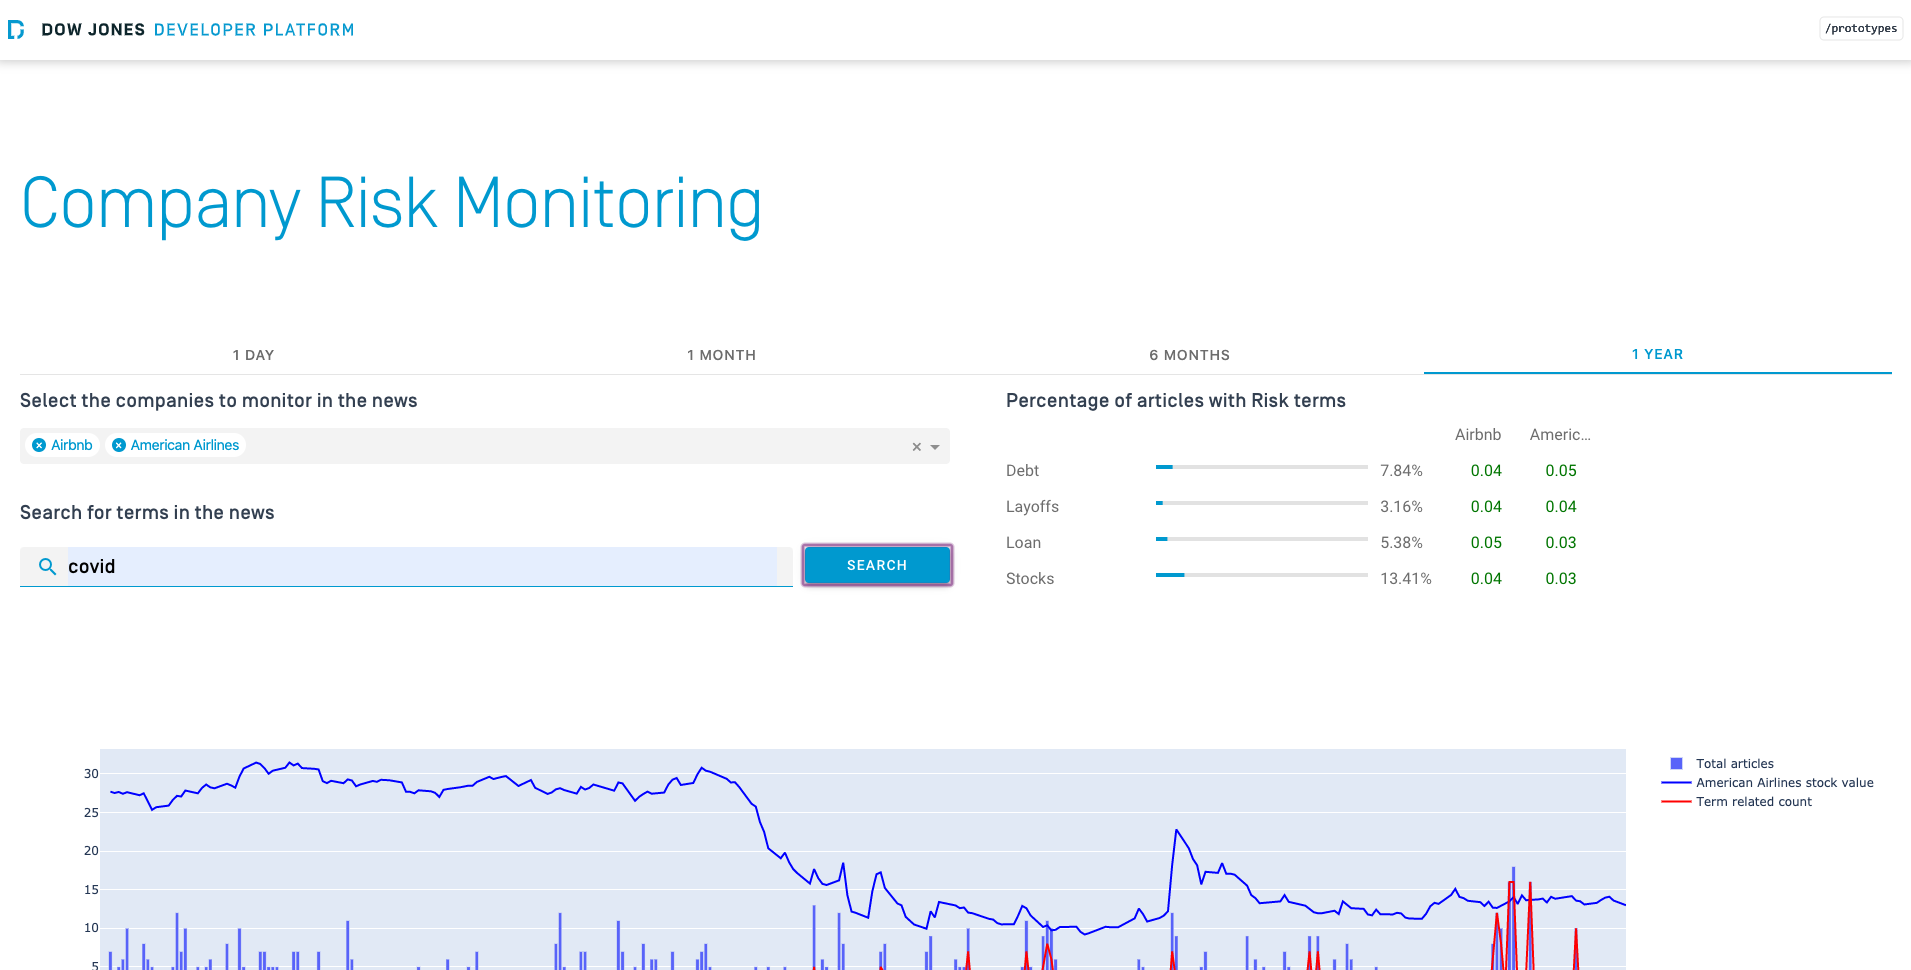 DOW JONES DEVELOPER PLATFORM
/prototypes
Company Risk Monitoring
1 DAY
1 MONTH
6 MONTHS
1 YEAR
Select the companies to monitor in the news
Airbnb
American Airlines
Search for terms in the news
covid
SEARCH
Percentage of articles with Risk terms
Airbnb Americ...
Debt 7.84% 0.04 0.05
Layoffs 3.16% 0.04 0.04
Loan 5.38% 0.05 0.03
Stocks 13.41% 0.04 0.03
30
25
20
15
10
5
Total articles
American Airlines stock value
Term related count